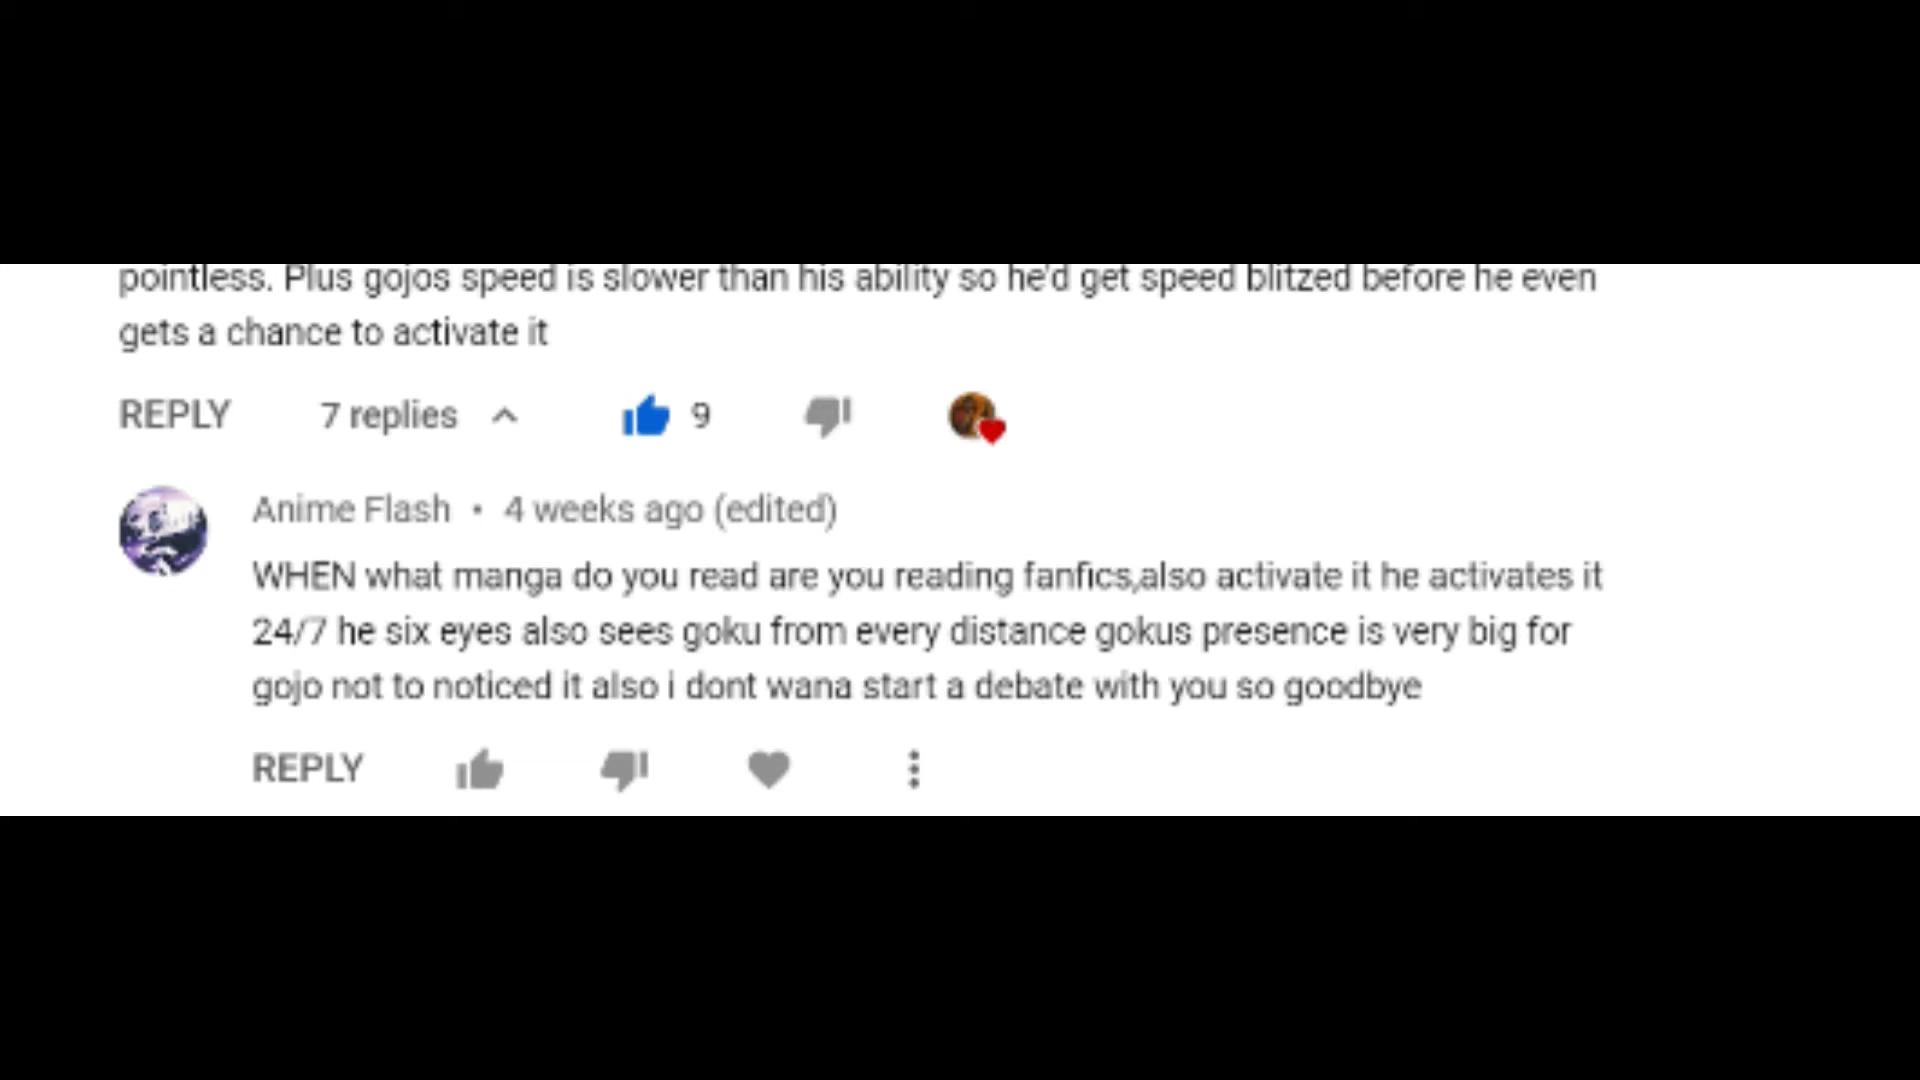 pointless. Plus gojos speed is slower than his ability so he'd get speed blitzed before he even
gets a chance to activate it
REPLY 7 replies 9
Anime Flash • 4 weeks ago (edited)
WHEN what manga do you read are you reading fanfics,also activate it he activates it
24/7 he six eyes also sees goku from every distance gokus presence is very big for
gojo not to noticed it also i dont wana start a debate with you so goodbye
REPLY